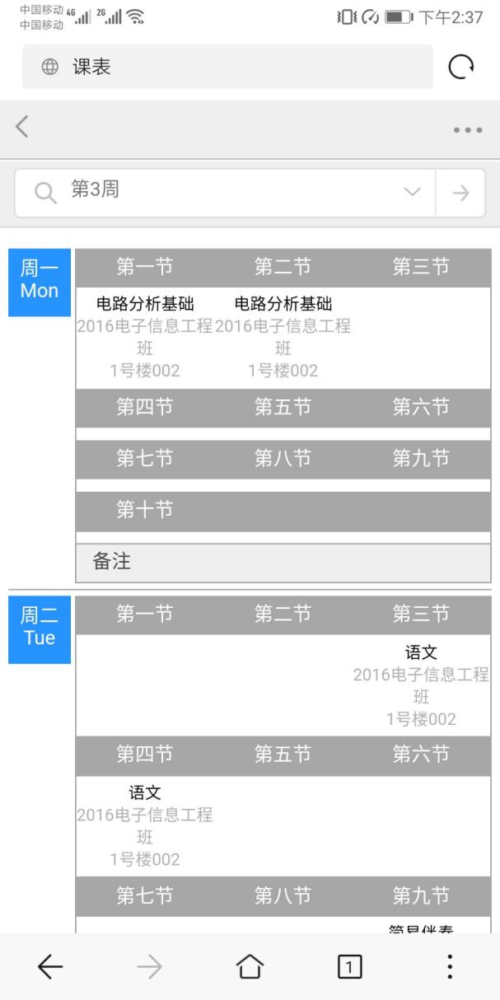 中国移动 4G 2G 下午2:37
中国移动
课表
第3周
周一 第一节 第二节 第三节
Mon
电路分析基础 电路分析基础
2016电子信息工程 2016电子信息工程
班 班
1号楼002 1号楼002
第四节 第五节 第六节
第七节 第八节 第九节
第十节
备注
周二 第一节 第二节 第三节
Tue
语文
2016电子信息工程
班
1号楼002
第四节 第五节 第六节
语文
2016电子信息工程
班
1号楼002
第七节 第八节 第九节
简易伴奏
1